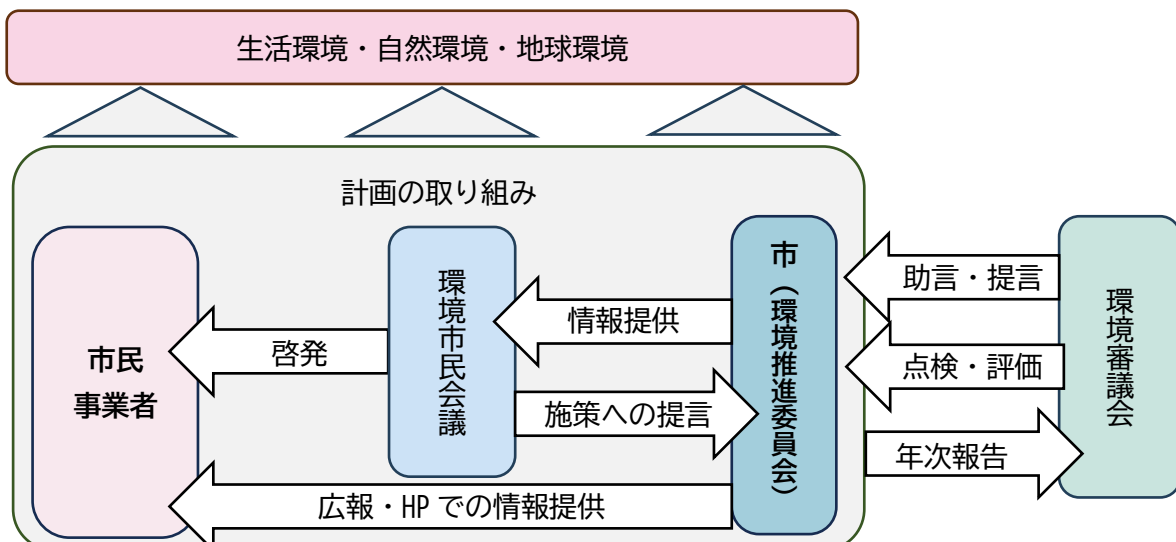 生活環境・自然環境・地球環境
計画の取り組み
市民
事業者
啓発
環境市民会議
情報提供
施策への提言
広報・HP での情報提供
市（環境推進委員会）
助言・提言
点検・評価
年次報告
環境審議会